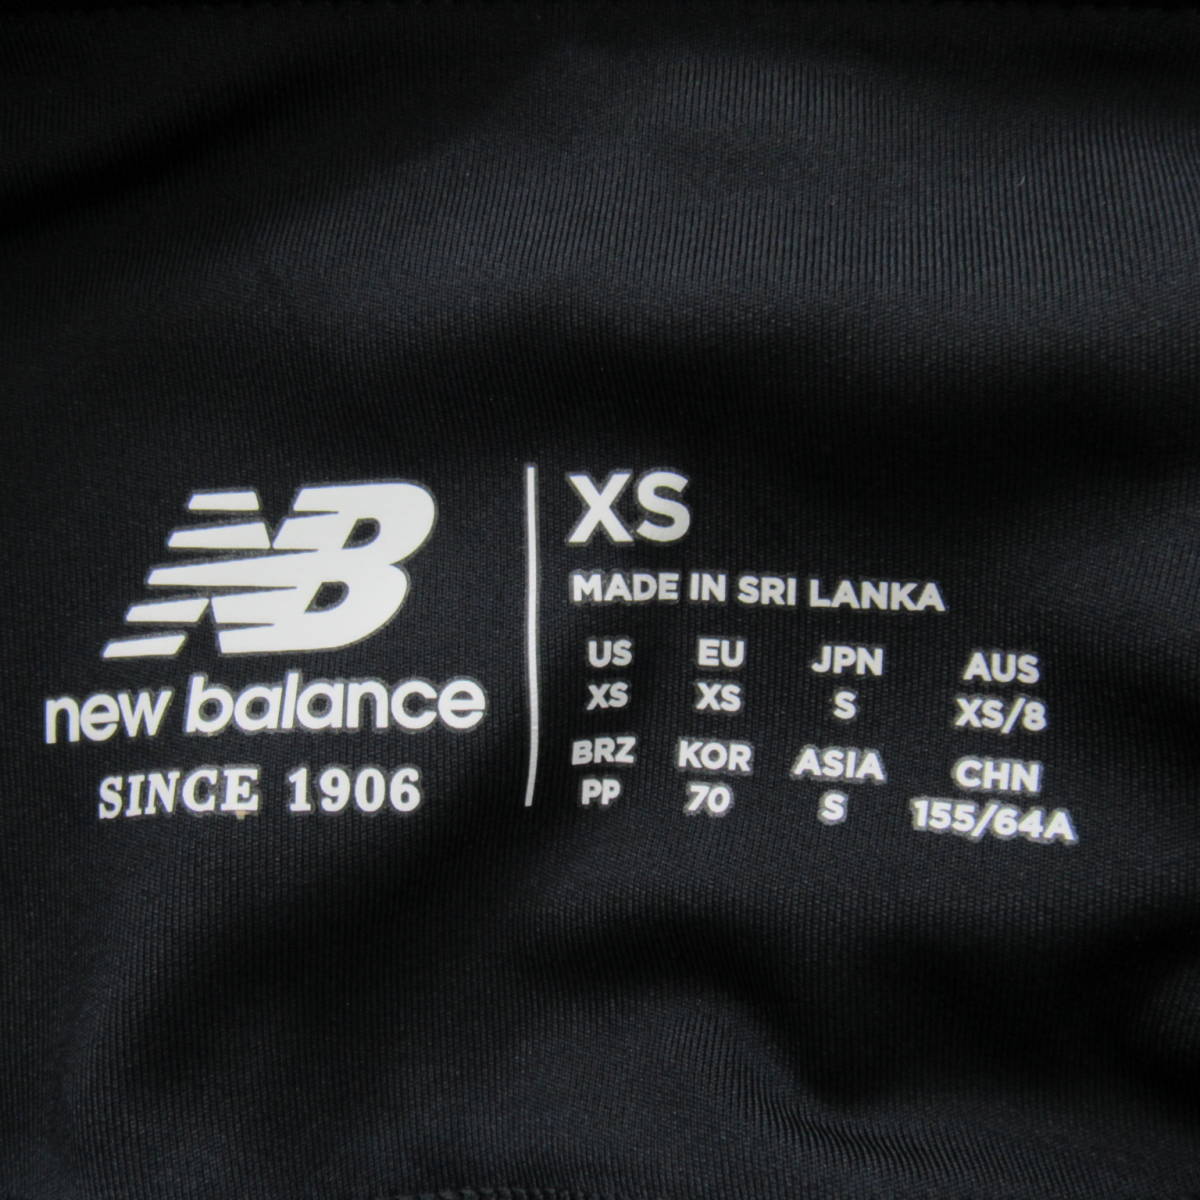 NB
new balance
SINCE 1906
XS
MADE IN SRI LANKA
US EU JPN AUS
XS XS S XS/8
BRZ KOR ASIA CHN
PP 70 S 155/64A